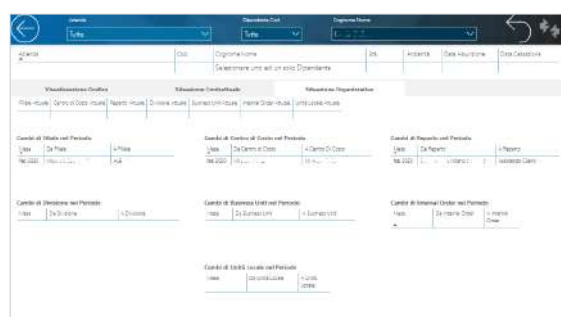 Azienda
Dipendente Cod.
Cognome Nome
Tutte
Tutte
Azienda
Cod.
Cognome Nome
Data Assunzione
Data Cessazione
Selezionare uno ed un solo Dipendente
Visualizzazione Grafica
Situazione Contrattuale
Situazione Organizzativa
Filiale Attuale
Centro di Costo Attuale
Reparto Attuale
Divisione Attuale
Business Unit Attuale
Internal Order Attuale
Unità Locale Attuale
Cambi di Filiale nel Periodo
Cambi di Centro di Costo nel Periodo
Cambi di Reparto nel Periodo
Mese
Da Filiale
A Filiale
Mese
Da Centro di Costo
A Centro Di Costo
Mese
Da Reparto
A Reparto
feb 2020
feb 2020
feb 2020
Cambi di Divisione nel Periodo
Cambi di Business Unit nel Periodo
Cambi di Internal Order nel Periodo
Mese
Da Divisione
A Divisione
Mese
Da Business Unit
A Business Unit
Mese
Da Internal Order
A Internal
Order
Cambi di Unità Locale nel Periodo
Mese
Da Unità Locale
A Unità
Locale